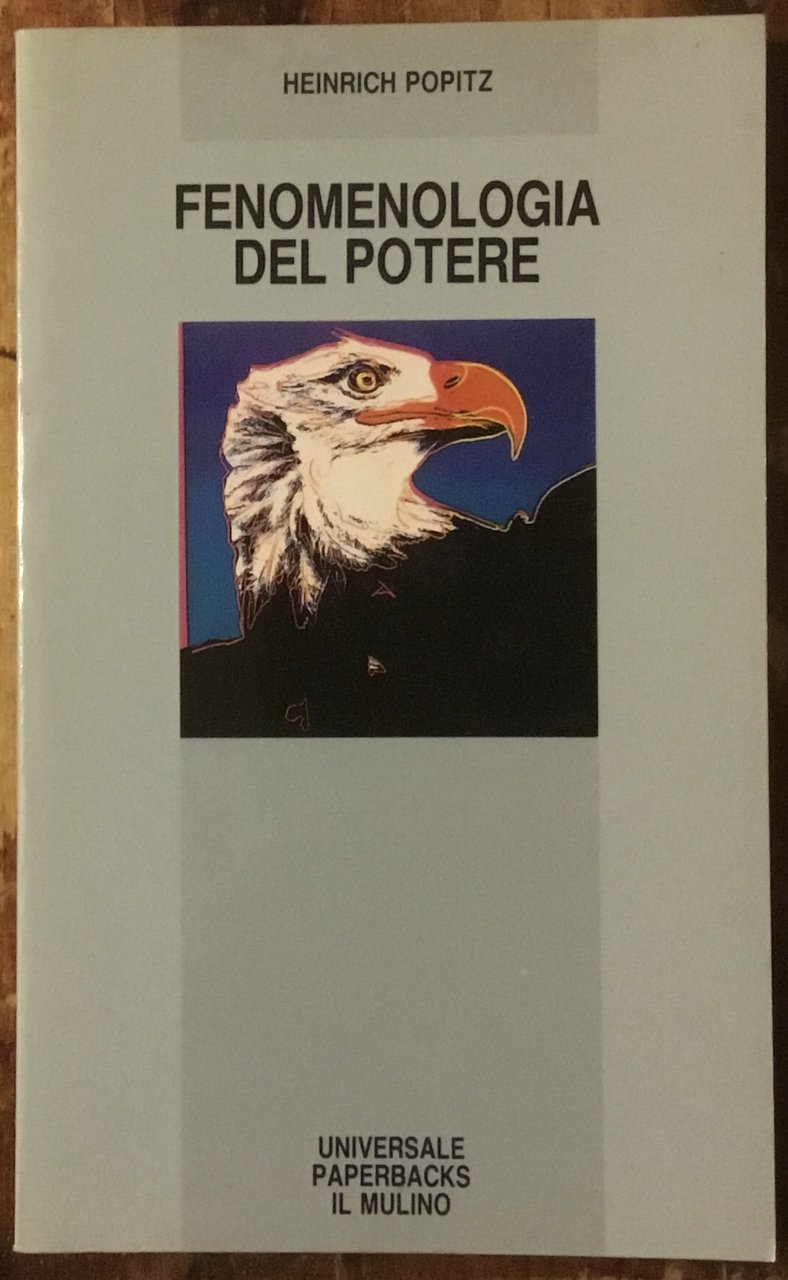 HEINRICH POPITZ
FENOMENOLOGIA
DEL POTERE
UNIVERSALE
PAPERBACKS
IL MULINO